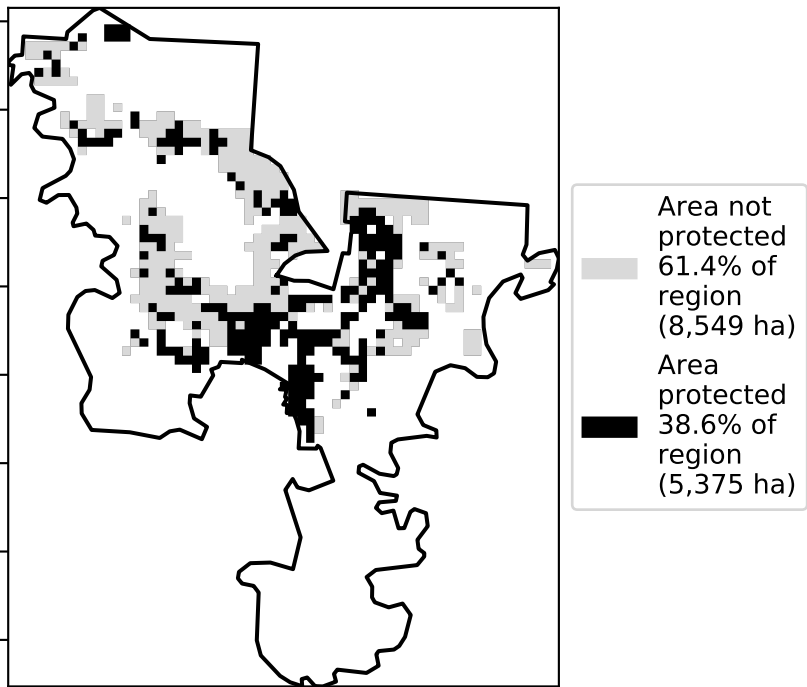 Area not
protected
61.4% of
region
(8,549 ha)
Area
protected
38.6% of
region
(5,375 ha)